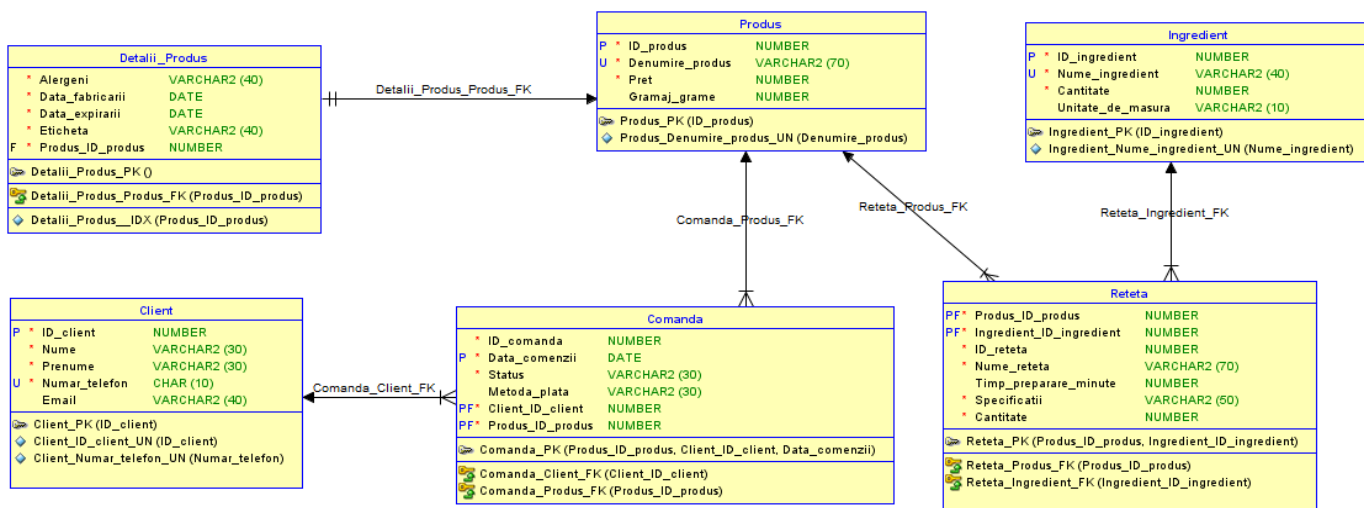 Detalii_Produs
* Alergeni VARCHAR2 (40)
* Data_fabricarii DATE
* Data_expirarii DATE
* Eticheta VARCHAR2 (40)
F * Produs_ID_produs NUMBER
Detalii_Produs_PK ()
Detalii_Produs_Produs_FK (Produs_ID_produs)
Detalii_Produs__IDX (Produs_ID_produs)
Detalii_Produs_Produs_FK
Produs
P * ID_produs NUMBER
U * Denumire_produs VARCHAR2 (70)
* Pret NUMBER
Gramaj_grame NUMBER
Produs_PK (ID_produs)
Produs_Denumire_produs_UN (Denumire_produs)
Ingredient
P * ID_ingredient NUMBER
U * Nume_ingredient VARCHAR2 (40)
* Cantitate NUMBER
Unitate_de_masura VARCHAR2 (10)
Ingredient_PK (ID_ingredient)
Ingredient_Nume_ingredient_UN (Nume_ingredient)
Comanda_Produs_FK
Reteta_Produs_FK
Reteta_Ingredient_FK
Client
P * ID_client NUMBER
* Nume VARCHAR2 (30)
* Prenume VARCHAR2 (30)
U * Numar_telefon CHAR (10)
Email VARCHAR2 (40)
Client_PK (ID_client)
Client_ID_client_UN (ID_client)
Client_Numar_telefon_UN (Numar_telefon)
Comanda_Client_FK
Comanda
* ID_comanda NUMBER
P * Data_comenzii DATE
* Status VARCHAR2 (30)
Metoda_plata VARCHAR2 (30)
PF* Client_ID_client NUMBER
PF* Produs_ID_produs NUMBER
Comanda_PK (Produs_ID_produs, Client_ID_client, Data_comenzii)
Comanda_Client_FK (Client_ID_client)
Comanda_Produs_FK (Produs_ID_produs)
Reteta
PF* Produs_ID_produs NUMBER
PF* Ingredient_ID_ingredient NUMBER
* ID_reteta NUMBER
* Nume_reteta VARCHAR2 (70)
Timp_preparare_minute NUMBER
* Specificatii VARCHAR2 (50)
* Cantitate NUMBER
Reteta_PK (Produs_ID_produs, Ingredient_ID_ingredient)
Reteta_Produs_FK (Produs_ID_produs)
Reteta_Ingredient_FK (Ingredient_ID_ingredient)